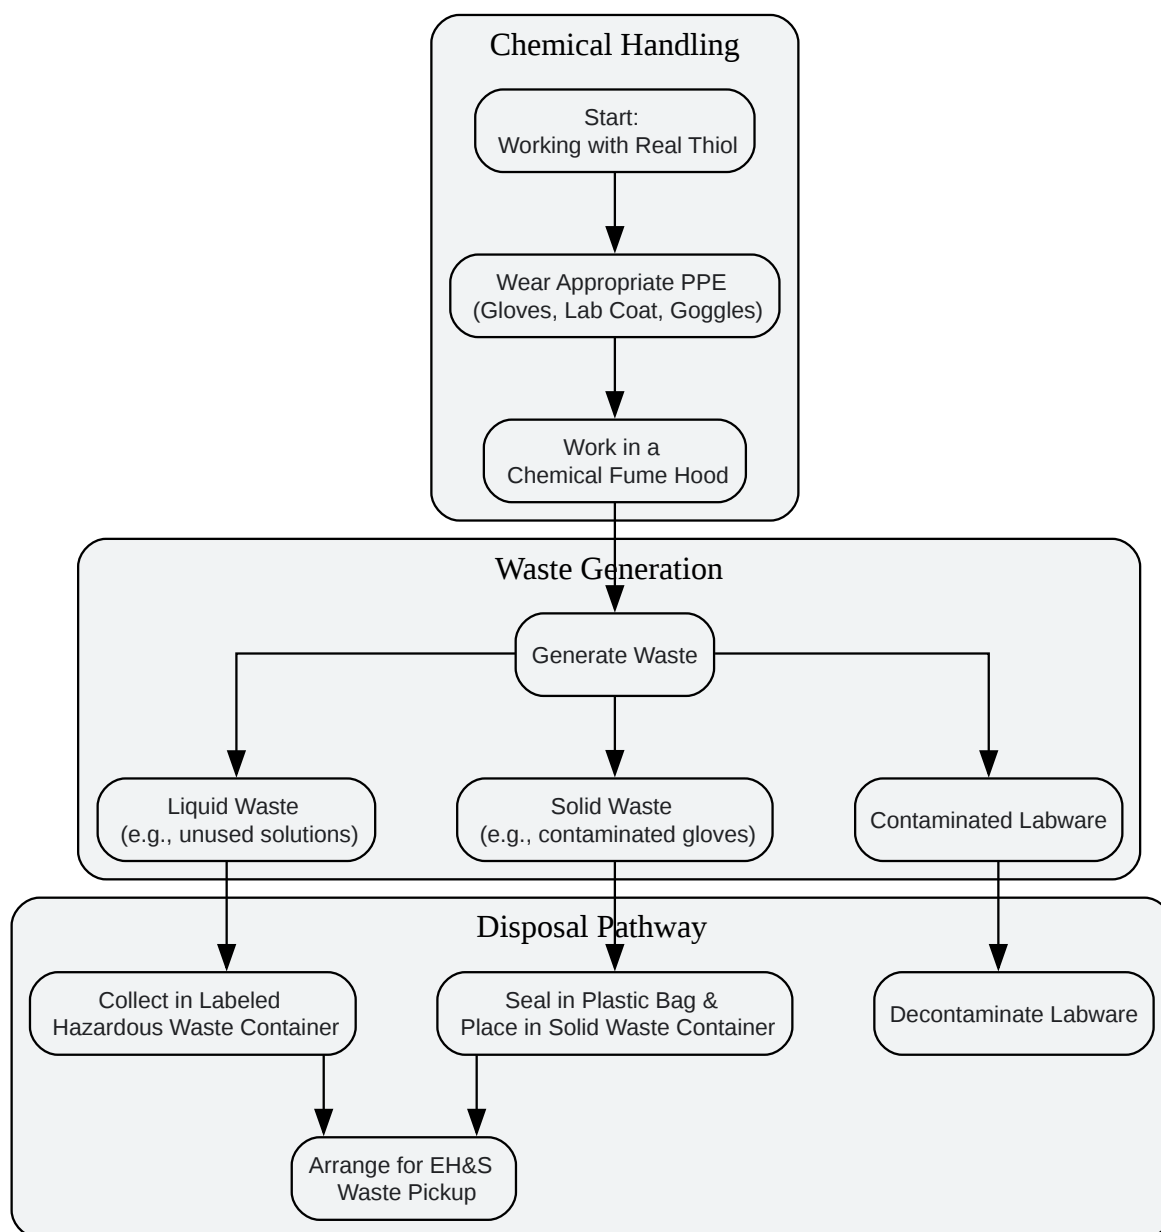 Chemical Handling
Start:
Working with Real Thiol
Wear Appropriate PPE
(Gloves, Lab Coat, Goggles)
Work in a
Chemical Fume Hood
Waste Generation
Generate Waste
Liquid Waste
(e.g., unused solutions)
Solid Waste
(e.g., contaminated gloves)
Contaminated Labware
Disposal Pathway
Collect in Labeled
Hazardous Waste Container
Seal in Plastic Bag &
Place in Solid Waste Container
Decontaminate Labware
Arrange for EH&S
Waste Pickup